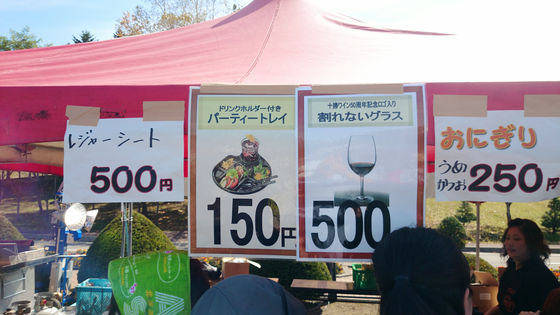 レジャーシート
500円
ドリンクホルダー付き
パーティートレイ
150円
十勝ワイン50周年記念ロゴ入り
割れないグラス
500
おにぎり
うめ
かつお
250円